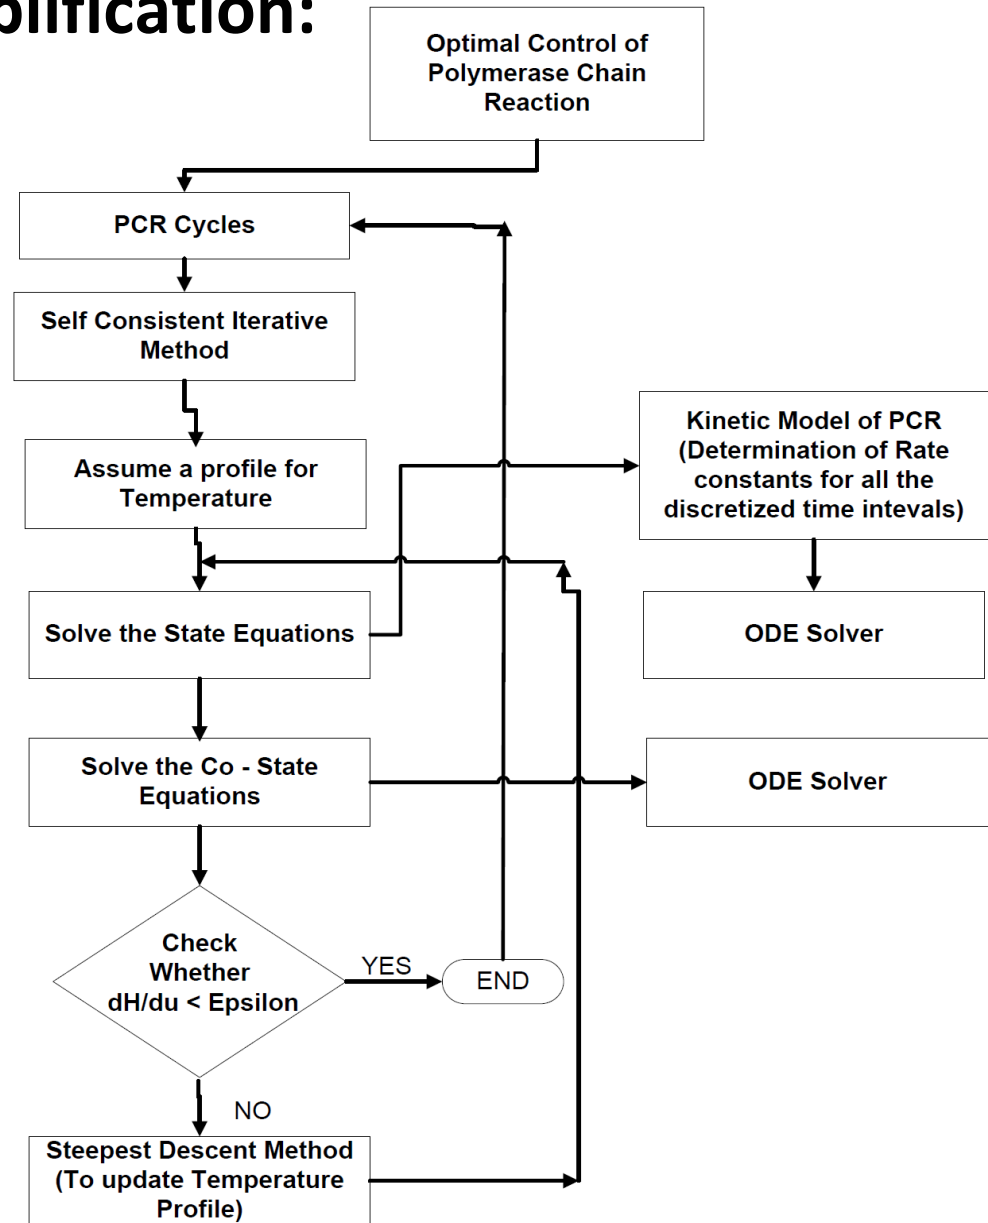 plification:
Optimal Control of
Polymerase Chain
Reaction
PCR Cycles
Self Consistent Iterative
Method
Assume a profile for
Temperature
Kinetic Model of PCR
(Determination of Rate
constants for all the
discretized time intevals)
Solve the State Equations
ODE Solver
Solve the Co - State
Equations
ODE Solver
Check
Whether
dH/du < Epsilon
YES
END
NO
Steepest Descent Method
(To update Temperature
Profile)